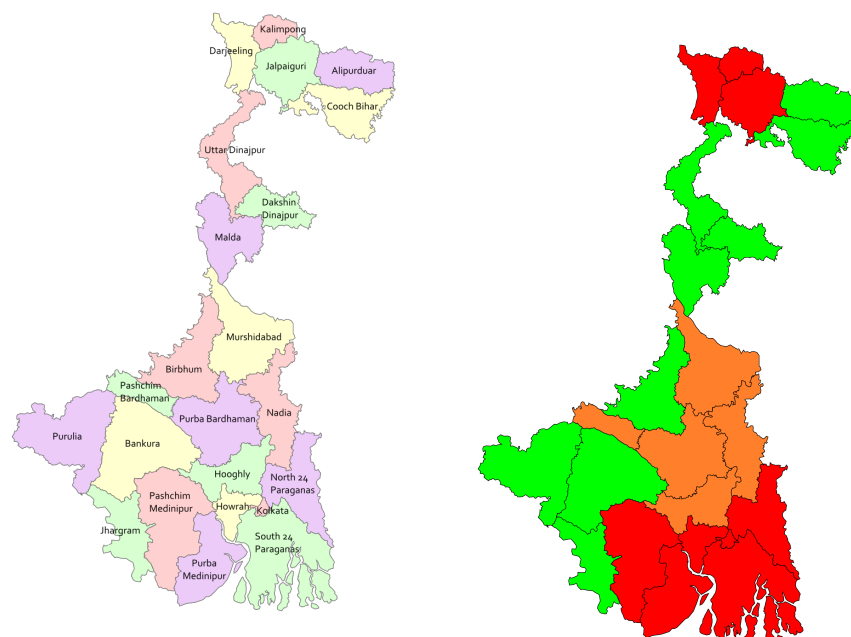 Kalimpong
Darjeeling
Jalpaiguri
Alipurduar
Cooch Bihar
Uttar Dinajpur
Dakshin
Dinajpur
Malda
Murshidabad
Birbhum
Pashchim
Bardhaman
Purba Bardhaman
Nadia
Purulia
Bankura
Hooghly
North 24
Paraganas
Pashchim
Medinipur
Howrah
Kolkata
Jhargram
South 24
Paraganas
Purba
Medinipur